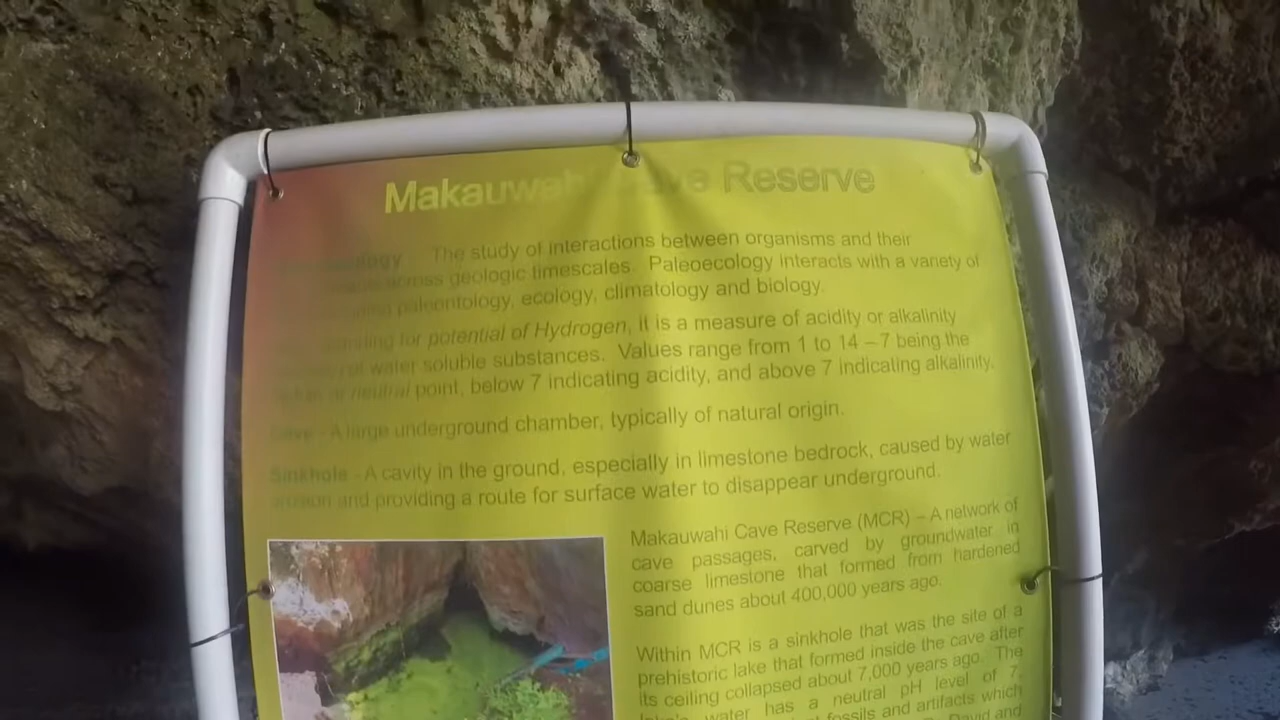 Makauwahi Cave Reserve
The study of interactions between organisms and their
across geologic timescales. Paleoecology interacts with a variety of
paleontology, ecology, climatology and biology.
for potential of Hydrogen, it is a measure of acidity or alkalinity
of water soluble substances. Values range from 1 to 14 – 7 being the
or neutral point, below 7 indicating acidity, and above 7 indicating alkalinity.
Cave - A large underground chamber, typically of natural origin.
Sinkhole - A cavity in the ground, especially in limestone bedrock, caused by water
erosion and providing a route for surface water to disappear underground.
Makauwahi Cave Reserve (MCR) – A network of
cave passages, carved by groundwater in
coarse limestone that formed from hardened
sand dunes about 400,000 years ago.
Within MCR is a sinkhole that was the site of a
prehistoric lake that formed inside the cave after
its ceiling collapsed about 7,000 years ago. The
lake's water has a neutral pH level of 7,
fossils and artifacts which
David and